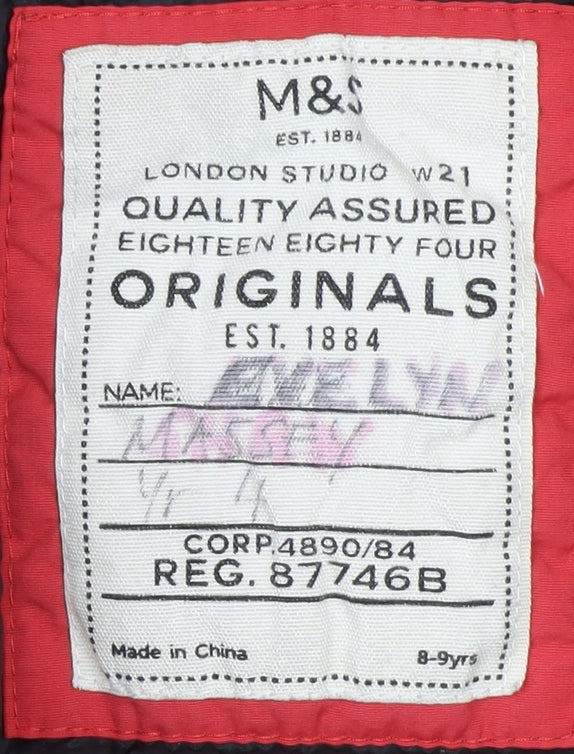 M&S
EST. 1884
LONDON STUDIO W21
QUALITY ASSURED
EIGHTEEN EIGHTY FOUR
ORIGINALS
EST. 1884
NAME: EVELYN
MASSEY
CORP.4890/84
REG. 87746B
Made in China 8-9yrs